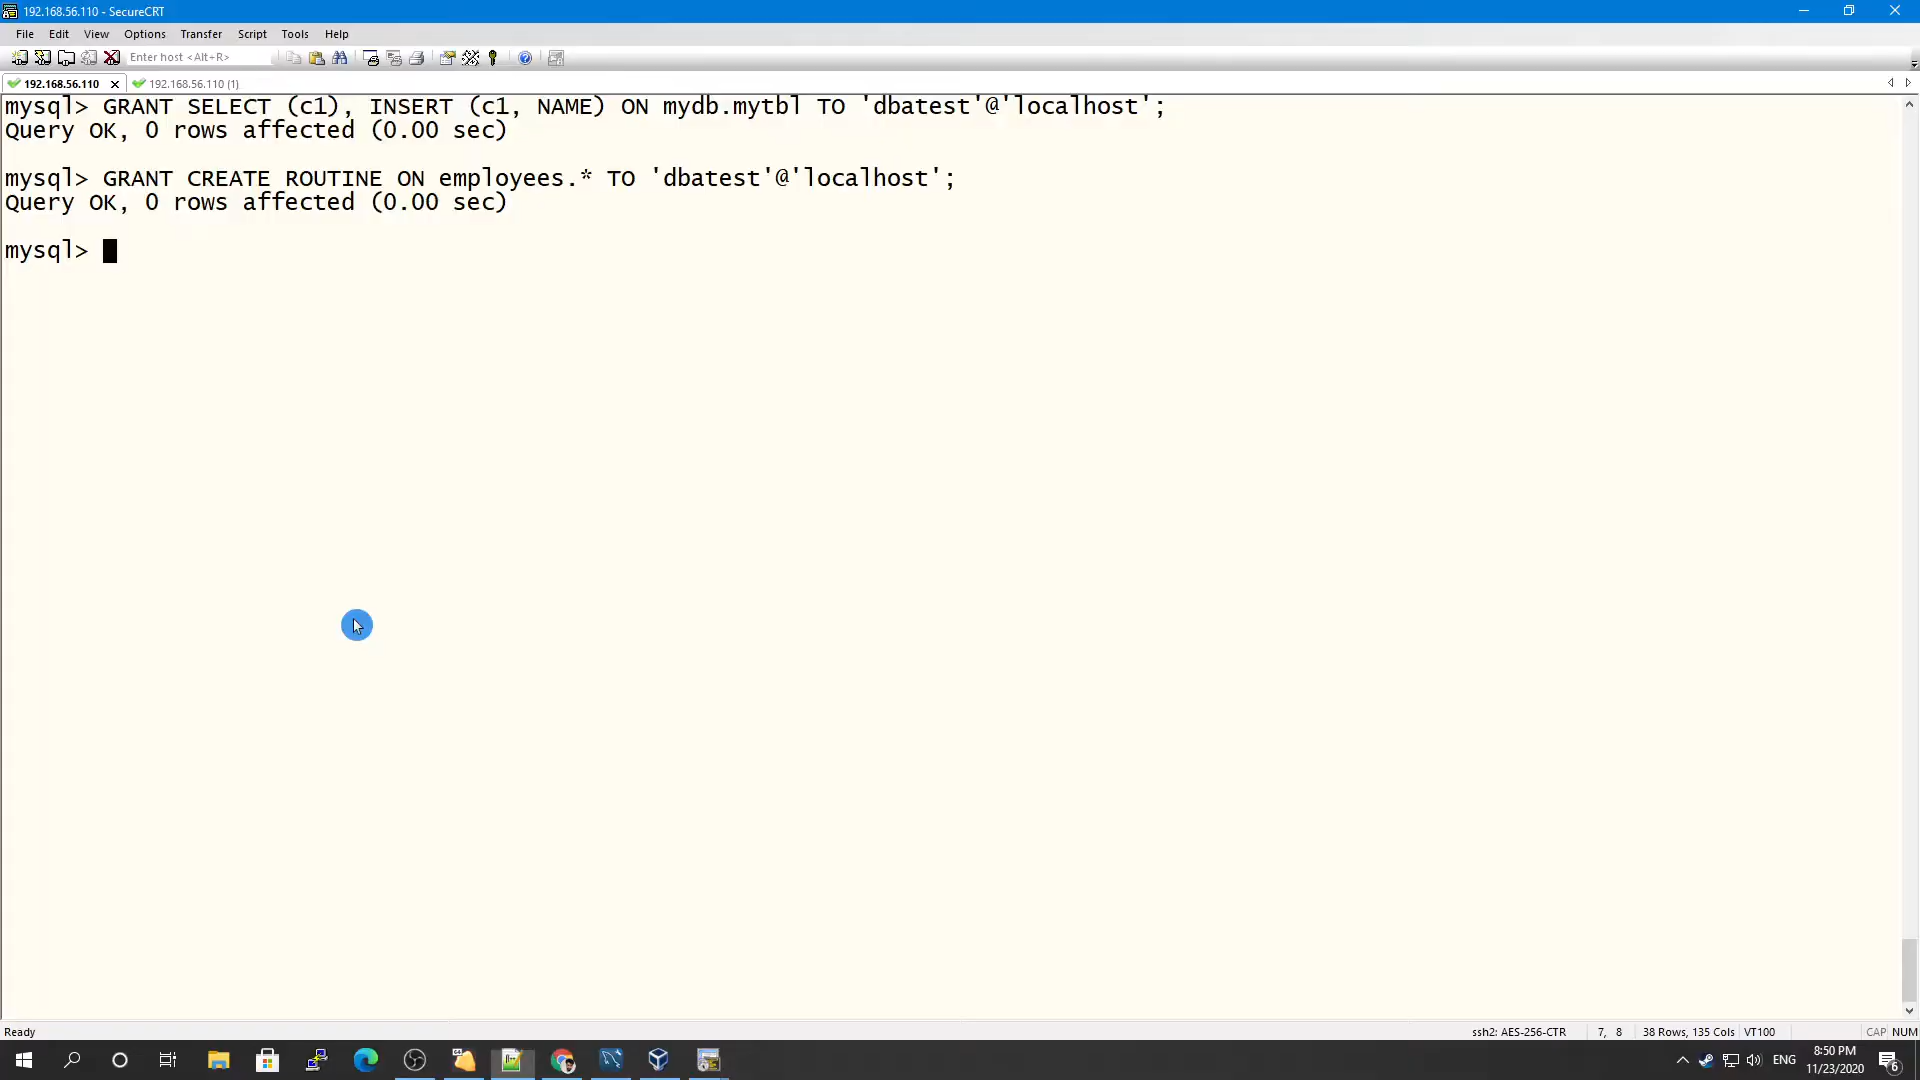 192.168.56.110 - SecureCRT
File Edit View Options Transfer Script Tools Help
Enter host <Alt+R>
192.168.56.110
192.168.56.110 (1)
mysql> GRANT SELECT (c1), INSERT (c1, NAME) ON mydb.mytbl TO 'dbatest'@'localhost';
Query OK, 0 rows affected (0.00 sec)
mysql> GRANT CREATE ROUTINE ON employees.* TO 'dbatest'@'localhost';
Query OK, 0 rows affected (0.00 sec)
mysql>
Ready
ssh2: AES-256-CTR 7, 8 38 Rows, 135 Cols VT100 CAP NUM
ENG
8:50 PM
11/23/2020
6